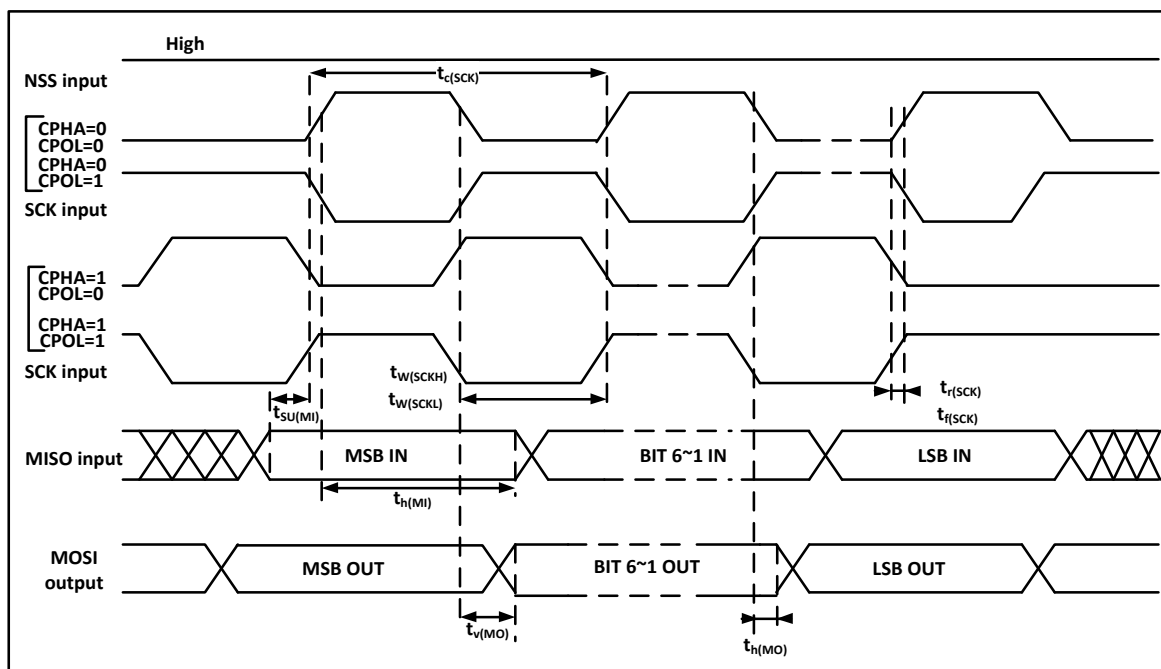 High
NSS input
tc(SCK)
CPHA=0
CPOL=0
CPHA=0
CPOL=1
SCK input
CPHA=1
CPOL=0
CPHA=1
CPOL=1
SCK input
tW(SCKH)
tW(SCKL)
tr(SCK)
tf(SCK)
tSU(MI)
MISO input
MSB IN
BIT 6~1 IN
LSB IN
th(MI)
MOSI
output
MSB OUT
BIT 6~1 OUT
LSB OUT
tv(MO)
th(MO)